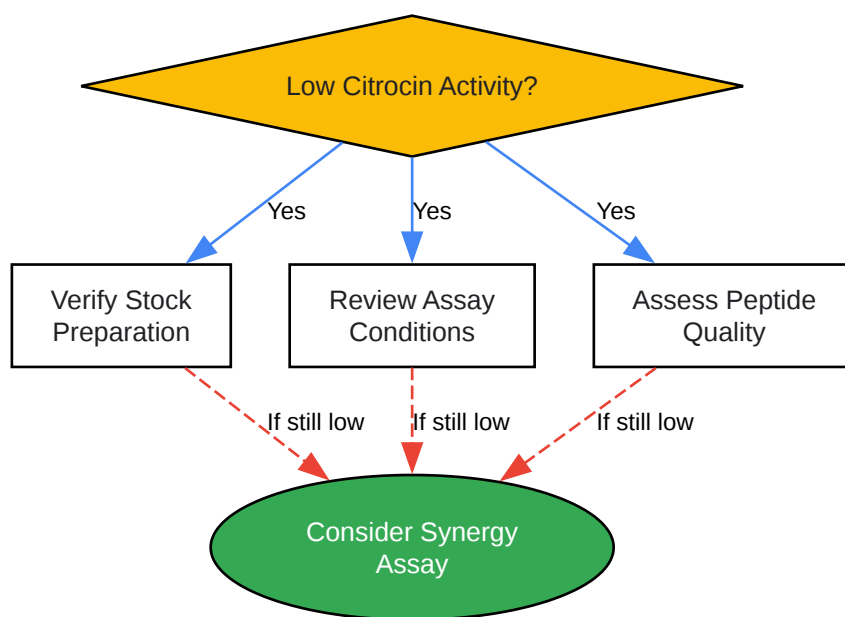 Low Citrocin Activity?
Yes
Yes
Yes
Verify Stock
Preparation
Review Assay
Conditions
Assess Peptide
Quality
If still low
If still low
If still low
Consider Synergy
Assay